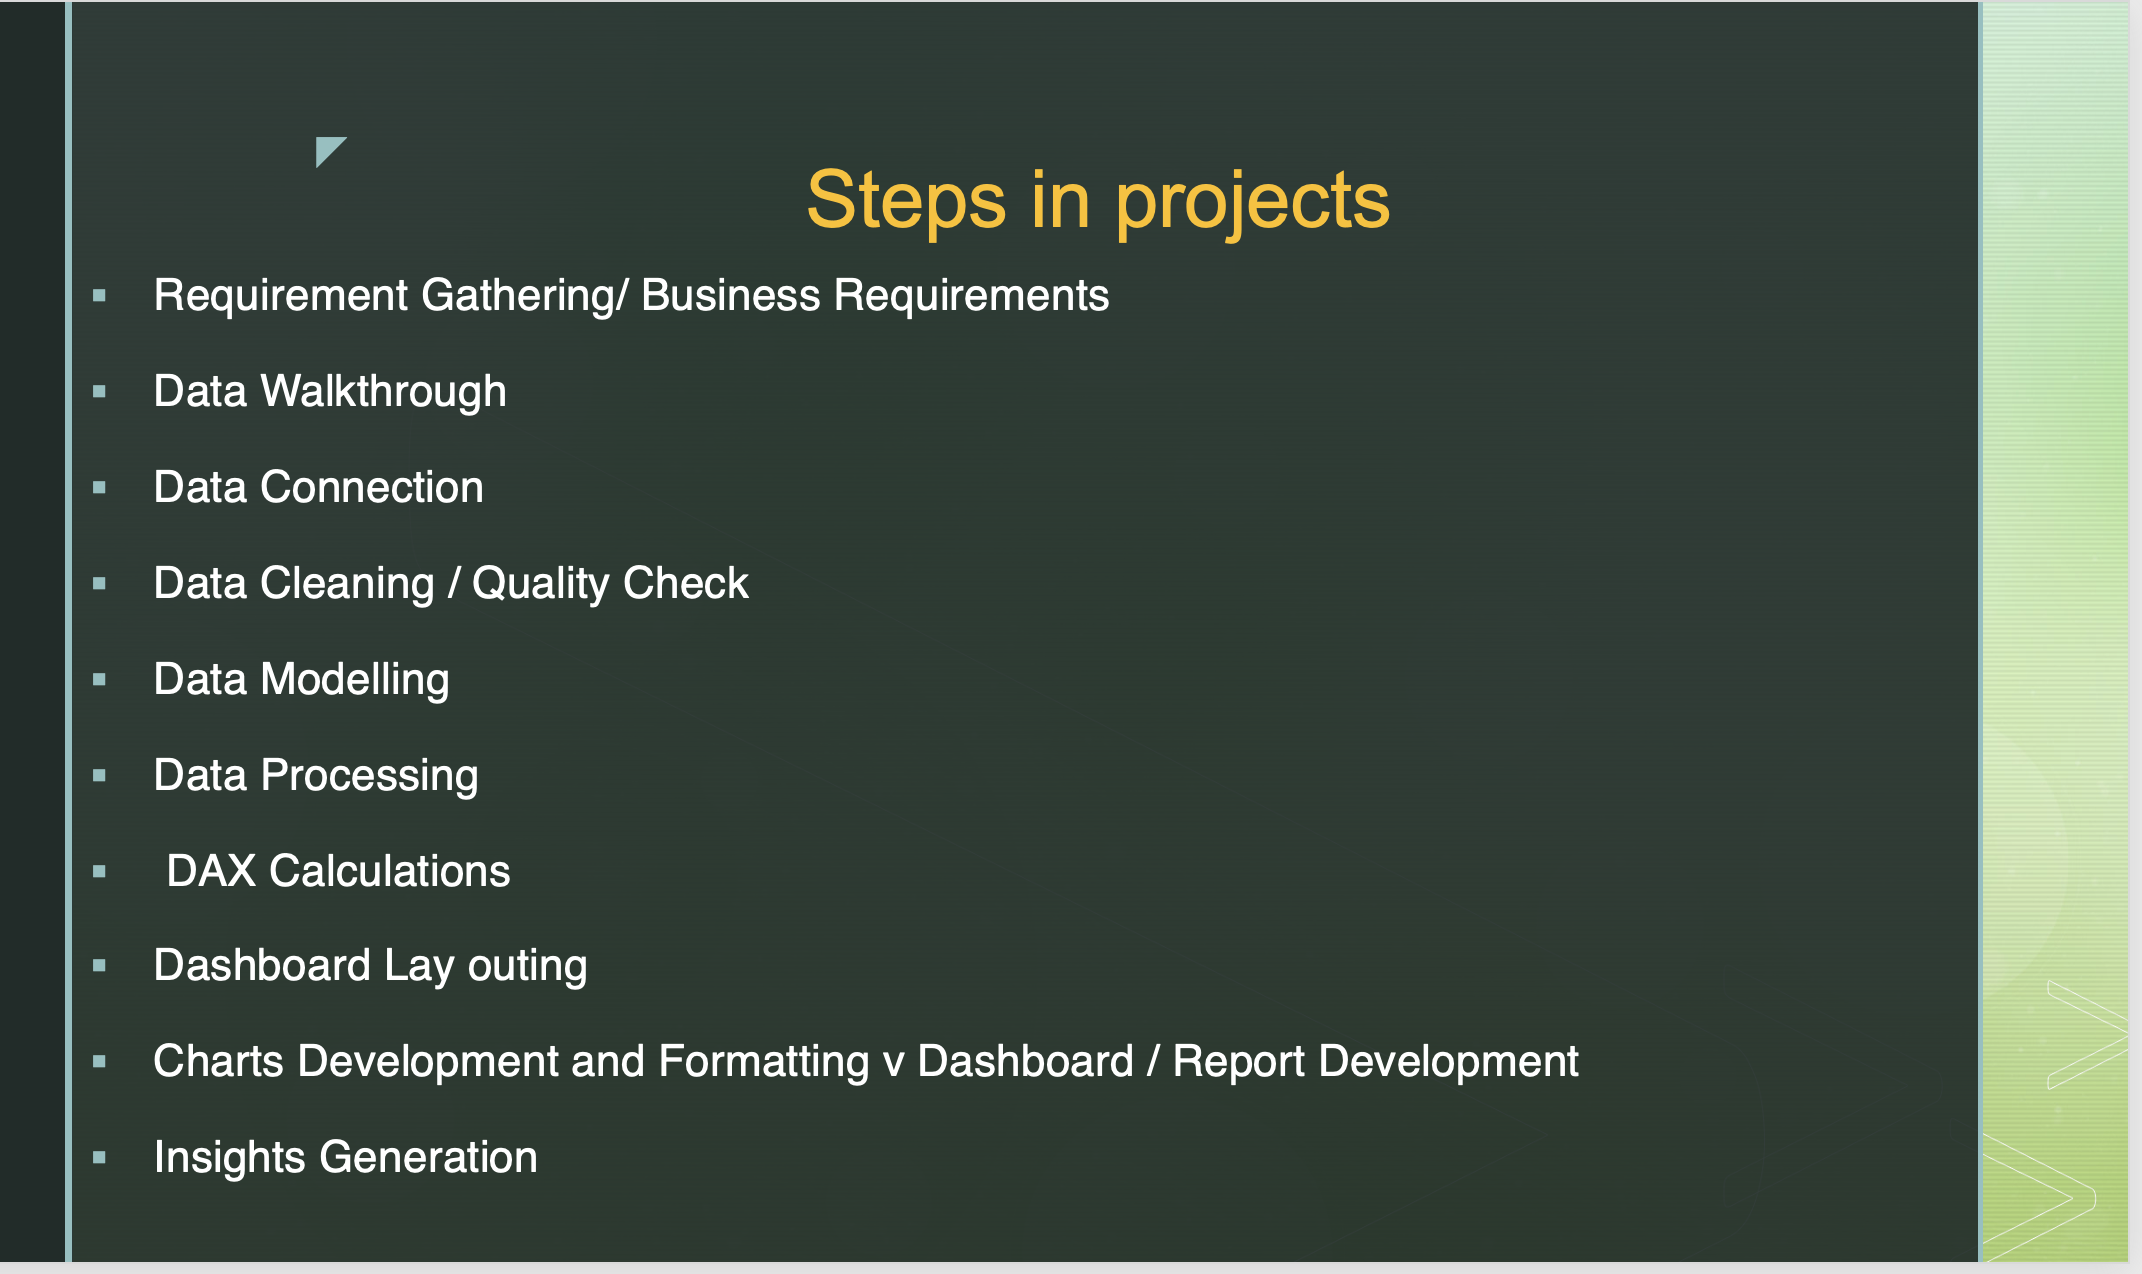 Steps in projects
Requirement Gathering/ Business Requirements
Data Walkthrough
Data Connection
Data Cleaning / Quality Check
Data Modelling
Data Processing
DAX Calculations
Dashboard Lay outing
Charts Development and Formatting v Dashboard / Report Development
Insights Generation